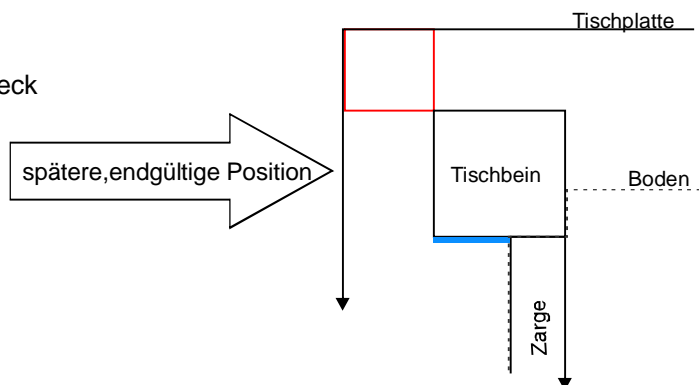 Tischplatte
eck
spätere,endgültige Position
Tischbein
Boden
Zarge